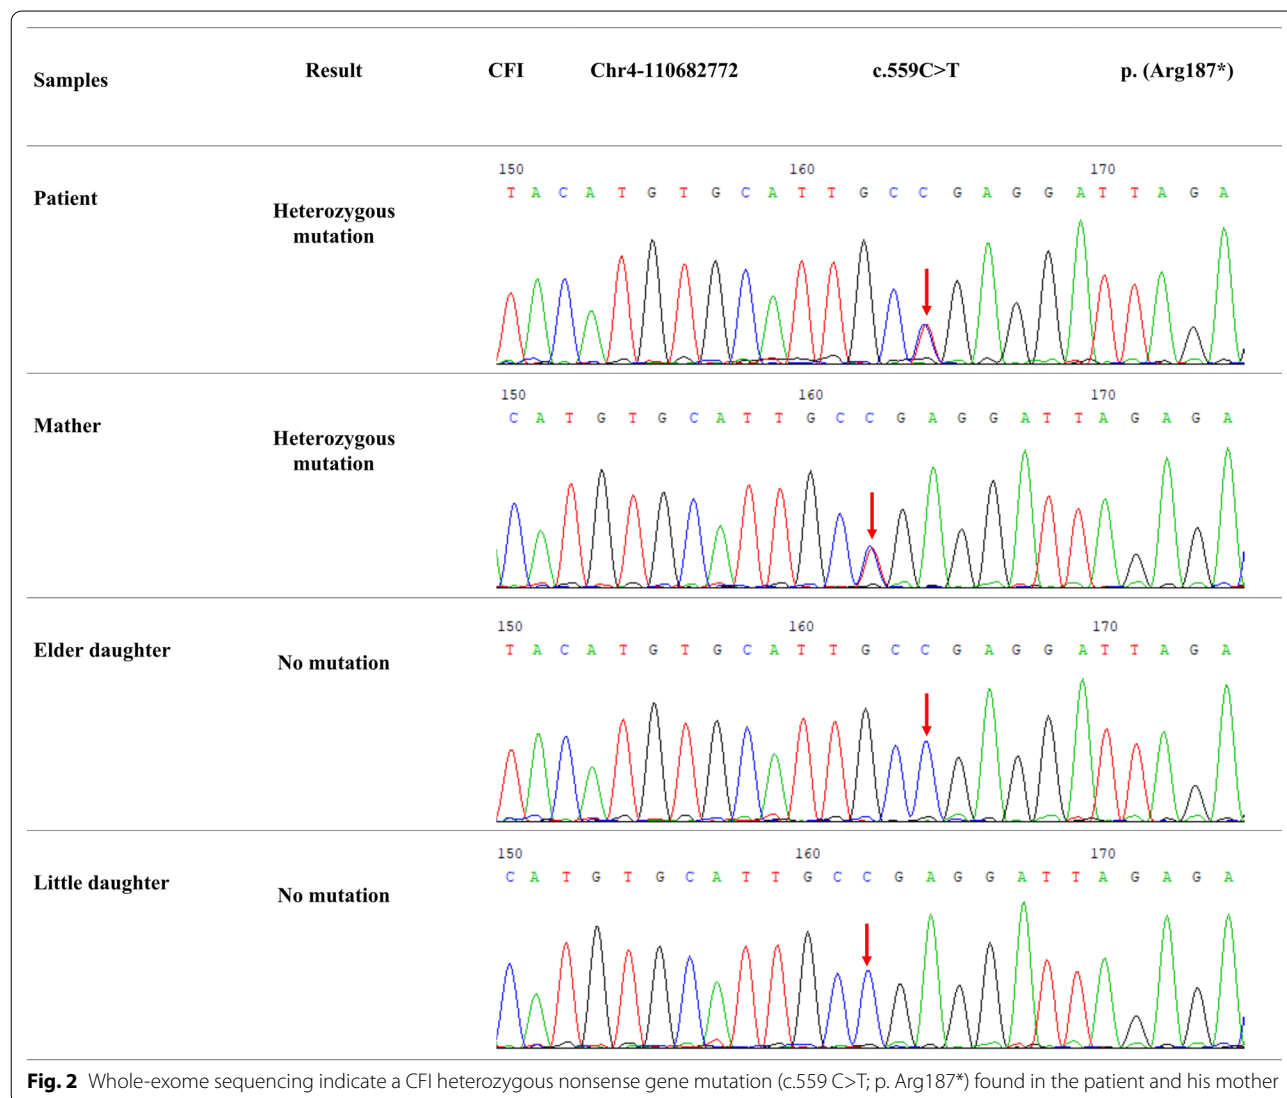 Samples Result CFI Chr4-110682772 c.559C>T p. (Arg187*)
150 160 170
Patient T A C A T G T G C A T T G C C G A G G A T T A G A
Heterozygous
mutation
150 160 170
Mather C A T G T G C A T T G C C G A G G A T T A G A G A
Heterozygous
mutation
150 160 170
Elder daughter T A C A T G T G C A T T G C C G A G G A T T A G A
No mutation
150 160 170
Little daughter C A T G T G C A T T G C C G A G G A T T A G A G A
No mutation
Fig. 2 Whole-exome sequencing indicate a CFI heterozygous nonsense gene mutation (c.559 C>T; p. Arg187*) found in the patient and his mother